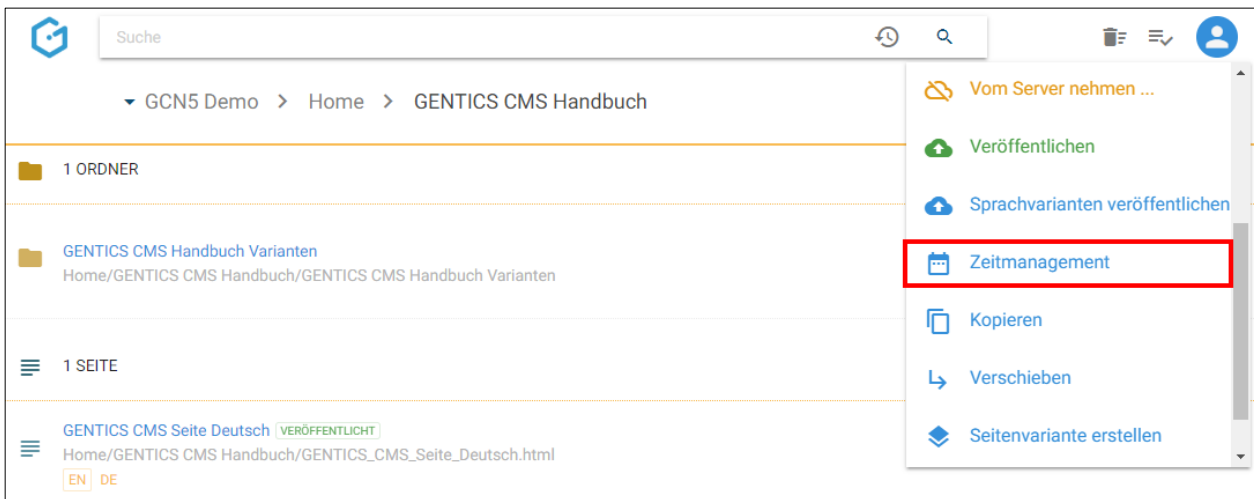 Suche
GCN5 Demo > Home > GENTICS CMS Handbuch
1 ORDNER
GENTICS CMS Handbuch Varianten
Home/GENTICS CMS Handbuch/GENTICS CMS Handbuch Varianten
1 SEITE
GENTICS CMS Seite Deutsch VERÖFFENTLICHT
Home/GENTICS CMS Handbuch/GENTICS_CMS_Seite_Deutsch.html
EN DE
Vom Server nehmen ...
Veröffentlichen
Sprachvarianten veröffentlichen
Zeitmanagement
Kopieren
Verschieben
Seitenvariante erstellen